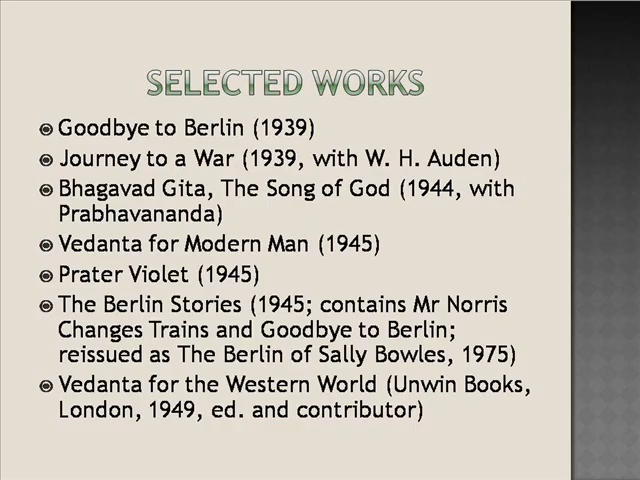 SELECTED WORKS
Goodbye to Berlin (1939)
Journey to a War (1939, with W. H. Auden)
Bhagavad Gita, The Song of God (1944, with
Prabhavananda)
Vedanta for Modern Man (1945)
Prater Violet (1945)
The Berlin Stories (1945; contains Mr Norris
Changes Trains and Goodbye to Berlin;
reissued as The Berlin of Sally Bowles, 1975)
Vedanta for the Western World (Unwin Books,
London, 1949, ed. and contributor)